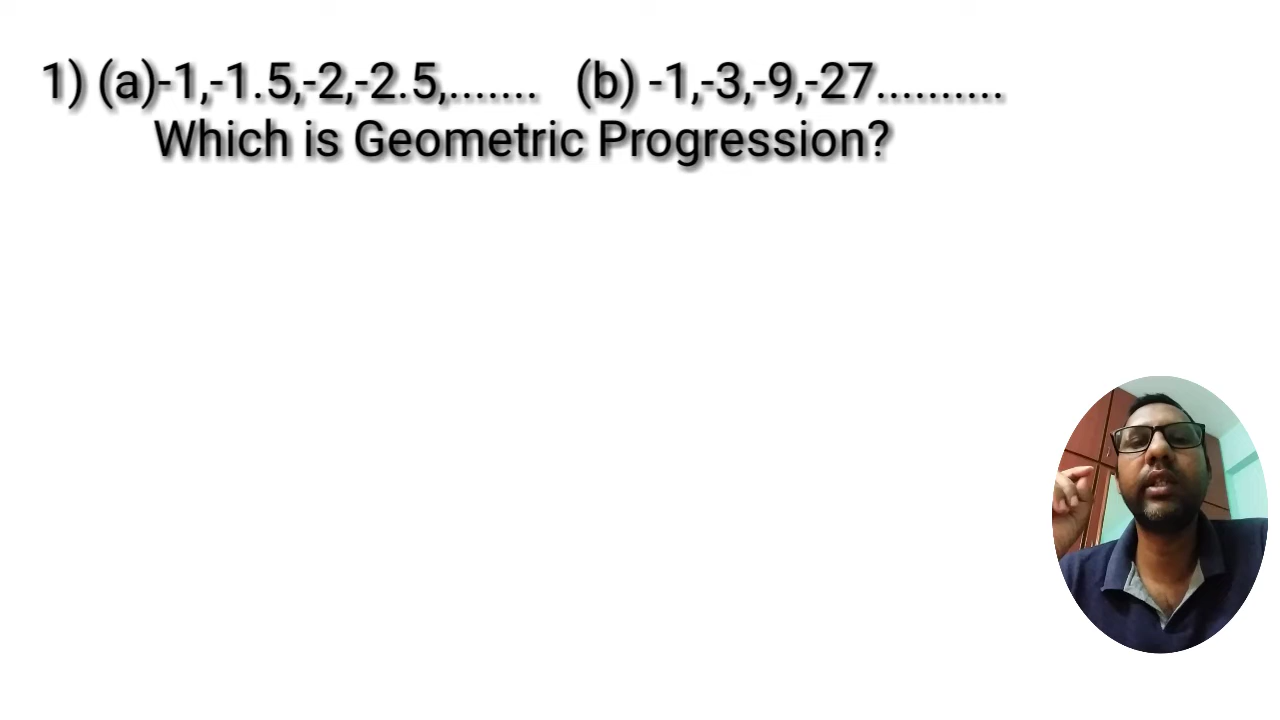 1) (a)-1,-1.5,-2,-2.5,....... (b) -1,-3,-9,-27..........
Which is Geometric Progression?